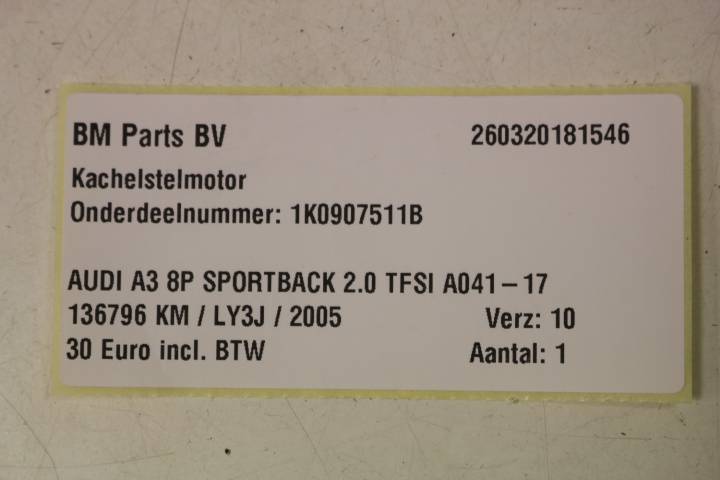 BM Parts BV 260320181546
Kachelstelmotor
Onderdeelnummer: 1K0907511B
AUDI A3 8P SPORTBACK 2.0 TFSI A041-17
136796 KM / LY3J / 2005 Verz: 10
30 Euro incl. BTW Aantal: 1